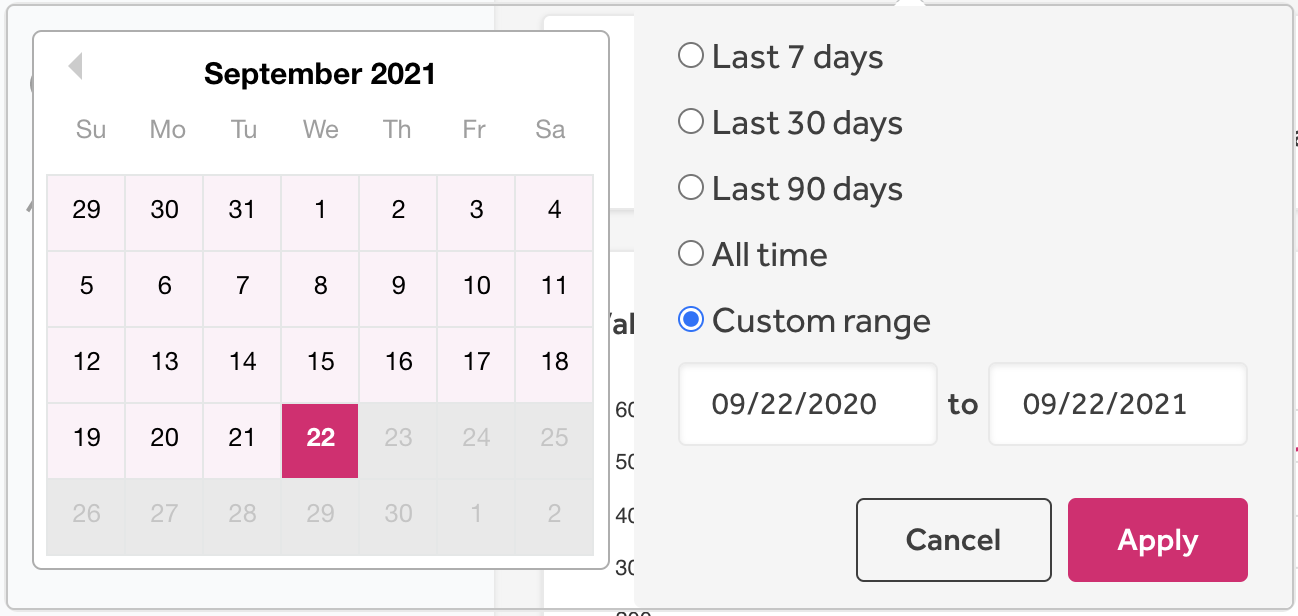 September 2021
Su Mo Tu We Th Fr Sa
29 30 31 1 2 3 4
5 6 7 8 9 10 11
12 13 14 15 16 17 18
19 20 21 22 23 24 25
26 27 28 29 30 1 2
Last 7 days
Last 30 days
Last 90 days
All time
Custom range
09/22/2020 to 09/22/2021
Cancel Apply